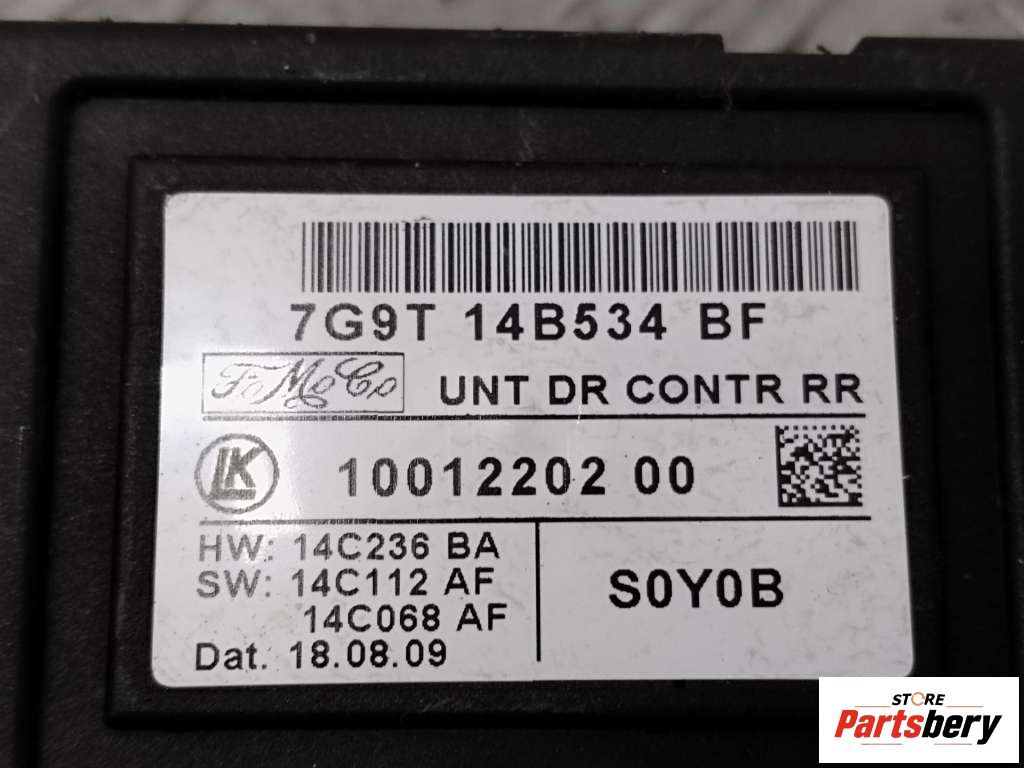 7G9T 14B534 BF
FoMoCo UNT DR CONTR RR
LK 10012202 00
HW: 14C236 BA
SW: 14C112 AF
14C068 AF
Dat. 18.08.09
S0Y0B
STORE
Partsbery